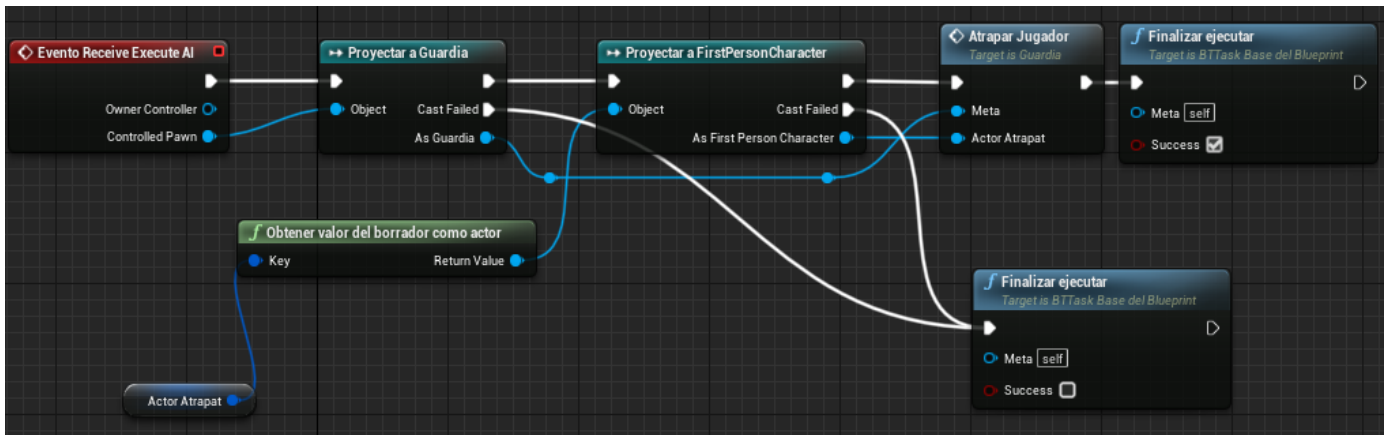 Evento Receive Execute AI
Owner Controller
Controlled Pawn
Proyectar a Guardia
Object
Cast Failed
As Guardia
Proyectar a FirstPersonCharacter
Object
Cast Failed
As First Person Character
Atrapar Jugador
Target is Guardia
Meta
Actor Atrapat
f Finalizar ejecutar
Target is BTTask Base del Blueprint
Meta self
Success
f Obtener valor del borrador como actor
Key
Return Value
Actor Atrapat
f Finalizar ejecutar
Target is BTTask Base del Blueprint
Meta self
Success